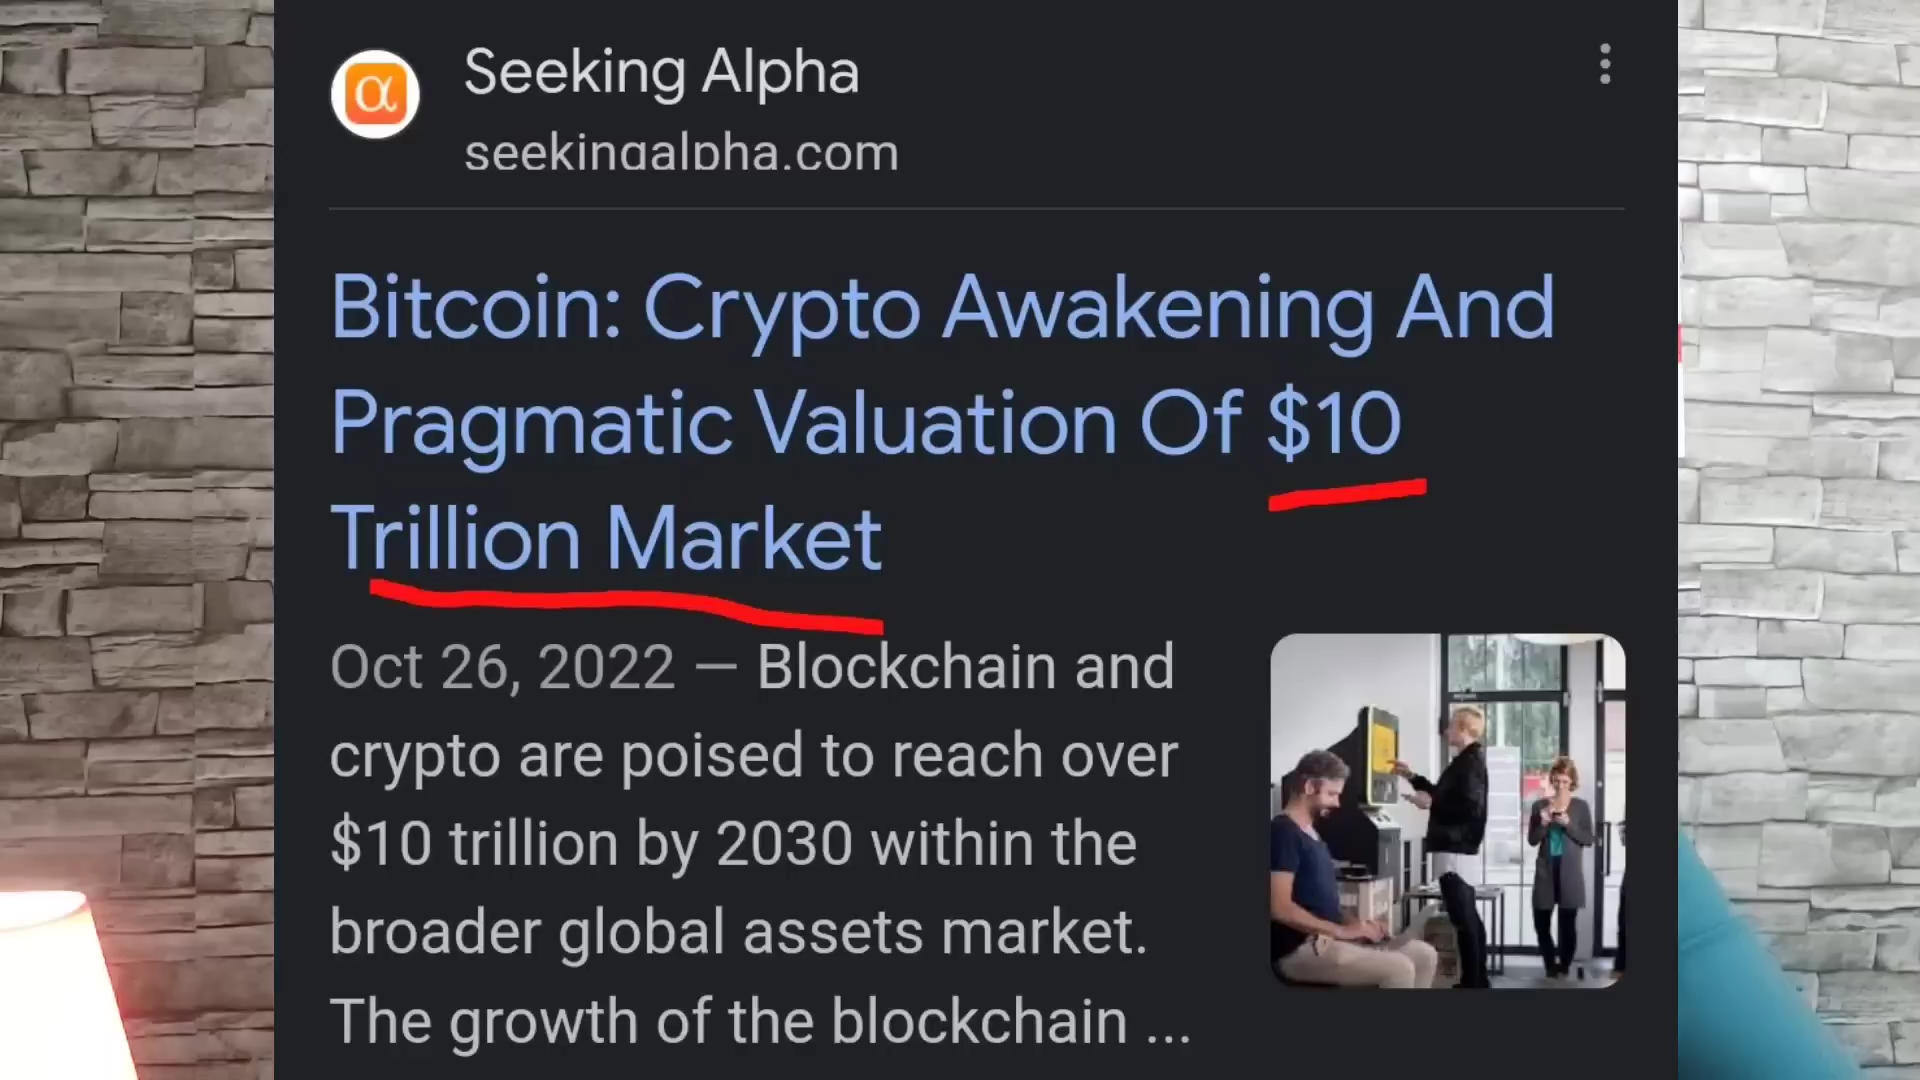 Seeking Alpha
seekingalpha.com
Bitcoin: Crypto Awakening And
Pragmatic Valuation Of $10
Trillion Market
Oct 26, 2022 — Blockchain and
crypto are poised to reach over
$10 trillion by 2030 within the
broader global assets market.
The growth of the blockchain ...